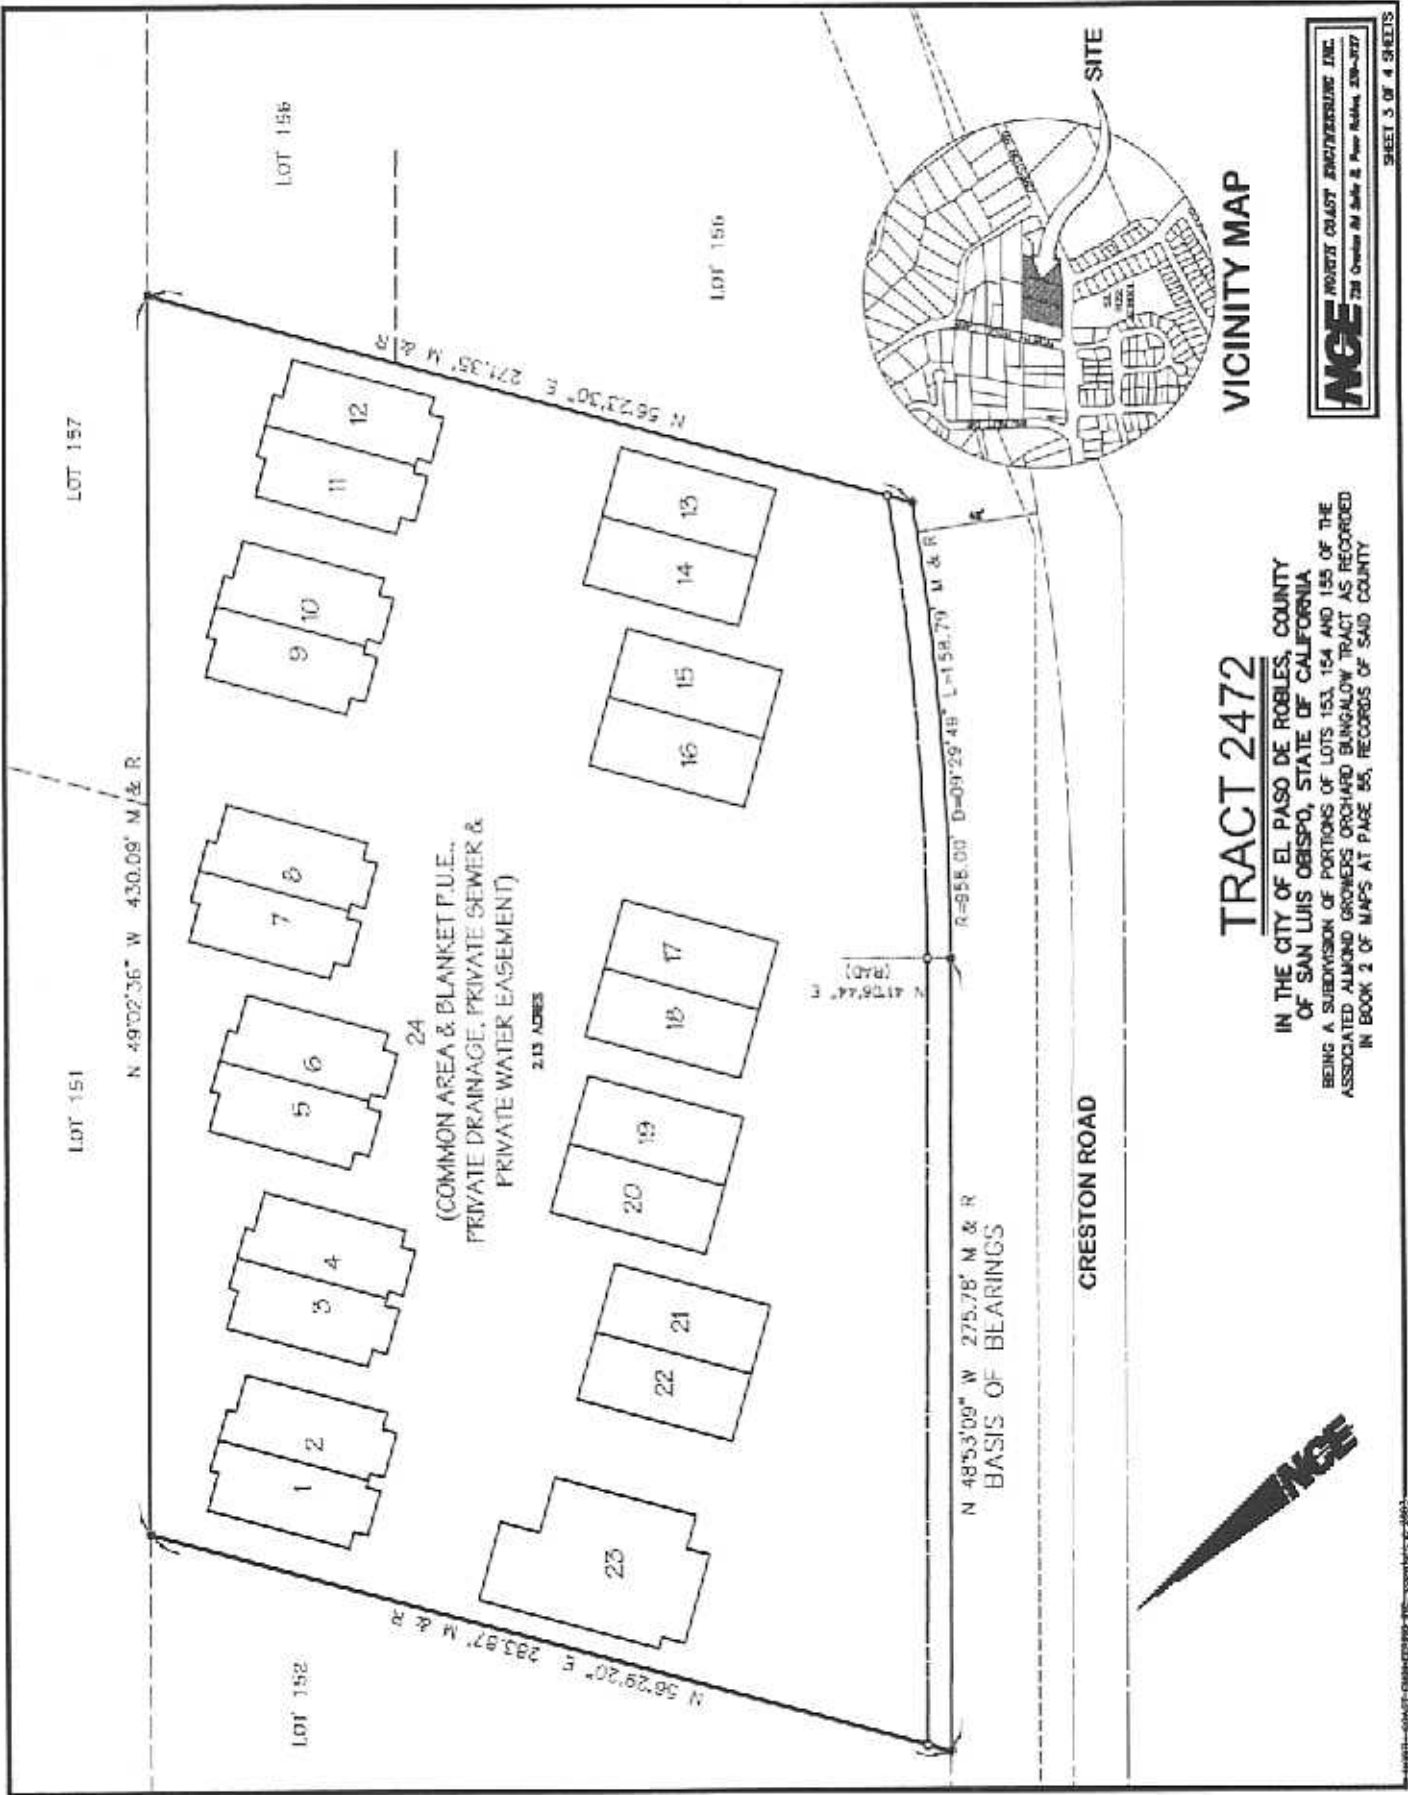 LOT 151
LOT 157
LOT 152
LOT 156
LOT 155
N 49°02'36" W 430.09' M & R
N 56°29'20" E 283.87' M & R
N 56°23'30" E 271.35' M & R
1
2
3
4
5
6
7
8
9
10
11
12
24
(COMMON AREA & BLANKET P.U.E.,
PRIVATE DRAINAGE, PRIVATE SEWER &
PRIVATE WATER EASEMENT)
2.13 ACRES
23
22
21
20
19
18
17
16
15
14
13
N 41°06'44" E
(RAD)
N 48°53'09" W 275.78' M & R
BASIS OF BEARINGS
R=958.00' D=09°29'49" L=158.79' M & R
CRESTON ROAD
SITE
VICINITY MAP
NCE
TRACT 2472
IN THE CITY OF EL PASO DE ROBLES, COUNTY
OF SAN LUIS OBISPO, STATE OF CALIFORNIA
BEING A SUBDIVISION OF PORTIONS OF LOTS 153, 154 AND 155 OF THE
ASSOCIATED ALMOND GROWERS ORCHARD BUNGALOW TRACT AS RECORDED
IN BOOK 2 OF MAPS AT PAGE 55, RECORDS OF SAID COUNTY
NCE NORTH COAST ENGINEERING INC.
725 Creston Rd Suite B, Paso Robles,
SHEET 3 OF 4 SHEETS